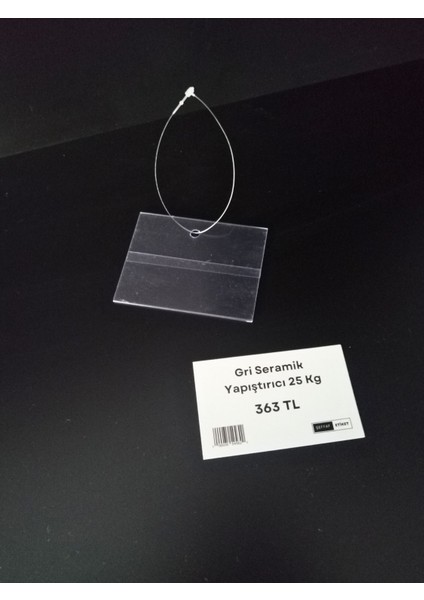 Gri Seramik
Yapıştırıcı 25 Kg
363 TL